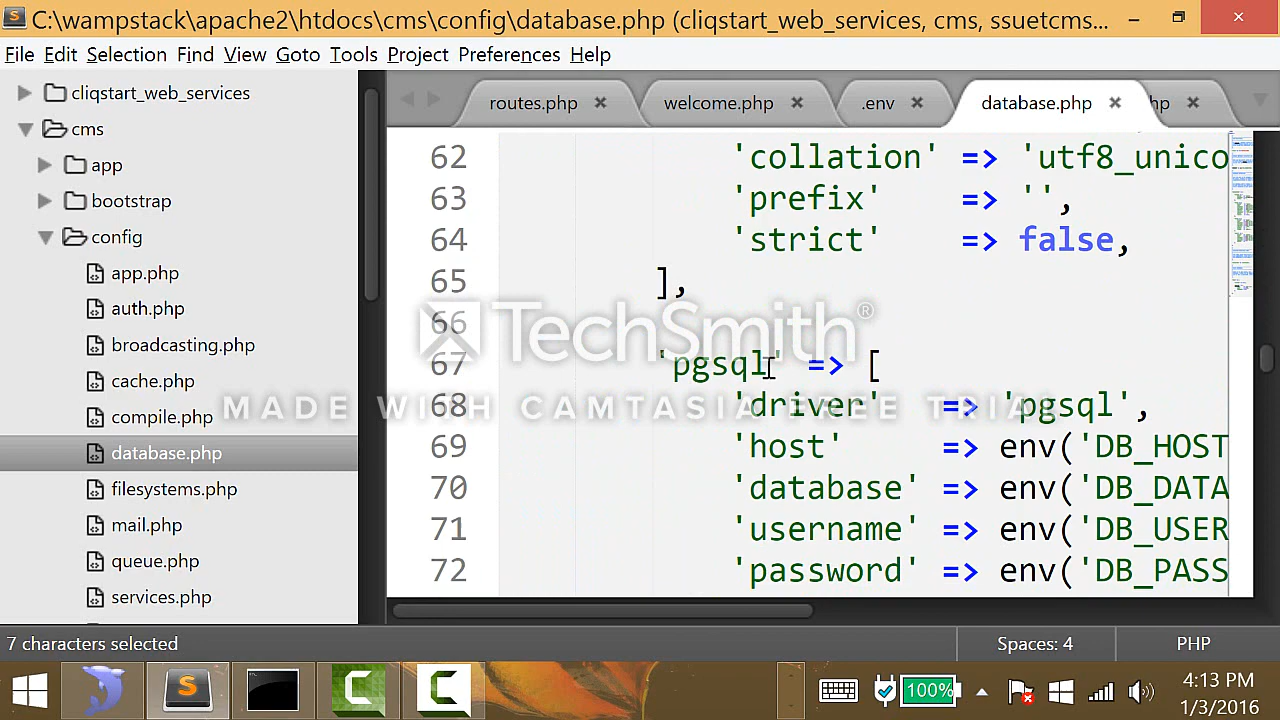 C:\wampstack\apache2\htdocs\cms\config\database.php (cliqstart_web_services, cms, ssuetcms...
File Edit Selection Find View Goto Tools Project Preferences Help
cliqstart_web_services
cms
app
bootstrap
config
app.php
auth.php
broadcasting.php
cache.php
compile.php
database.php
filesystems.php
mail.php
queue.php
services.php
routes.php welcome.php .env database.php hp
62 'collation' => 'utf8_unico
63 'prefix' => '',
64 'strict' => false,
65 ],
66
67 'pgsql' => [
68 'driver' => 'pgsql',
69 'host' => env('DB_HOST
70 'database' => env('DB_DATA
71 'username' => env('DB_USER
72 'password' => env('DB_PASS
TechSmith®
MADE WITH CAMTASIA FREE TRIAL
7 characters selected Spaces: 4 PHP
100% 4:13 PM
1/3/2016